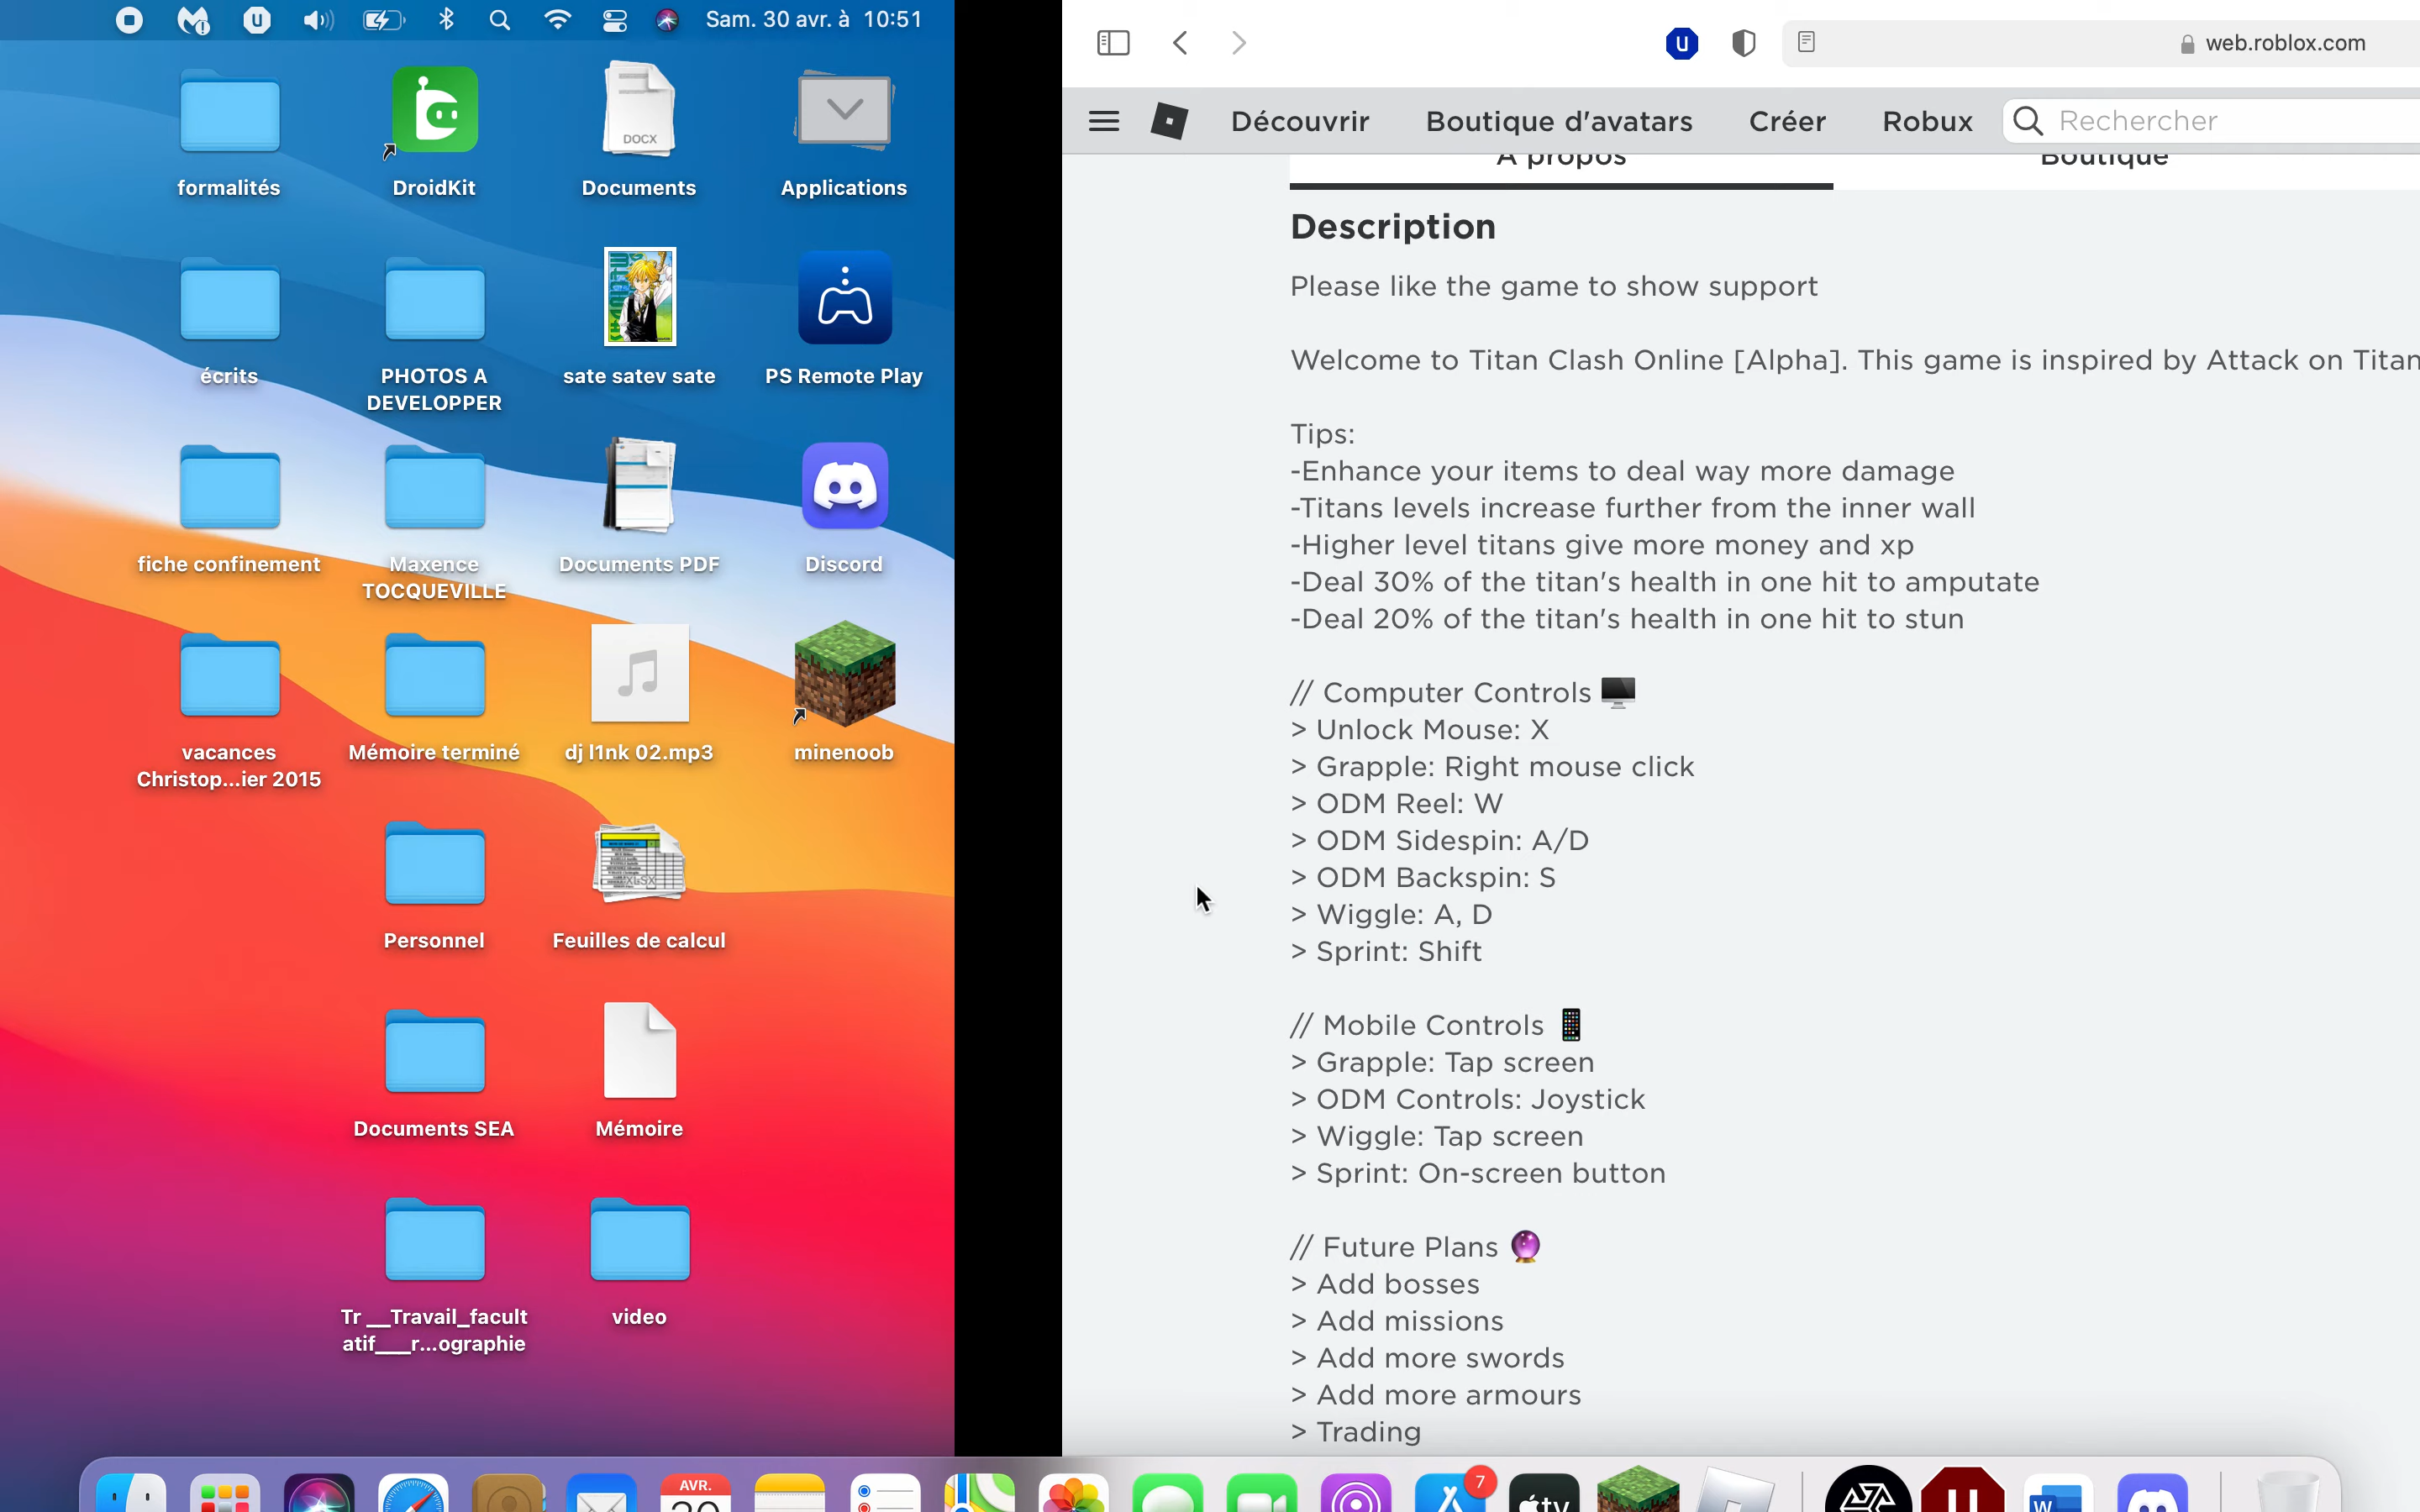 Sam. 30 avr. à 10:51
formalités
DroidKit
DOCX
Documents
Applications
écrits
PHOTOS A
DEVELOPPER
sate satev sate
PS Remote Play
fiche confinement
Maxence
TOCQUEVILLE
Documents PDF
Discord
vacances
Christop...ier 2015
Mémoire terminé
dj l1nk 02.mp3
minenoob
Personnel
XLSX
Feuilles de calcul
Documents SEA
Mémoire
Tr __Travail_facult
atif___r...ographie
video
web.roblox.com
Découvrir
Boutique d'avatars
Créer
Robux
Rechercher
À propos
Boutique
Description
Please like the game to show support
Welcome to Titan Clash Online [Alpha]. This game is inspired by Attack on Titan
Tips:
-Enhance your items to deal way more damage
-Titans levels increase further from the inner wall
-Higher level titans give more money and xp
-Deal 30% of the titan's health in one hit to amputate
-Deal 20% of the titan's health in one hit to stun
// Computer Controls 🖥️
> Unlock Mouse: X
> Grapple: Right mouse click
> ODM Reel: W
> ODM Sidespin: A/D
> ODM Backspin: S
> Wiggle: A, D
> Sprint: Shift
// Mobile Controls 📱
> Grapple: Tap screen
> ODM Controls: Joystick
> Wiggle: Tap screen
> Sprint: On-screen button
// Future Plans 🔮
> Add bosses
> Add missions
> Add more swords
> Add more armours
> Trading
AVR.
30
7
tv
W